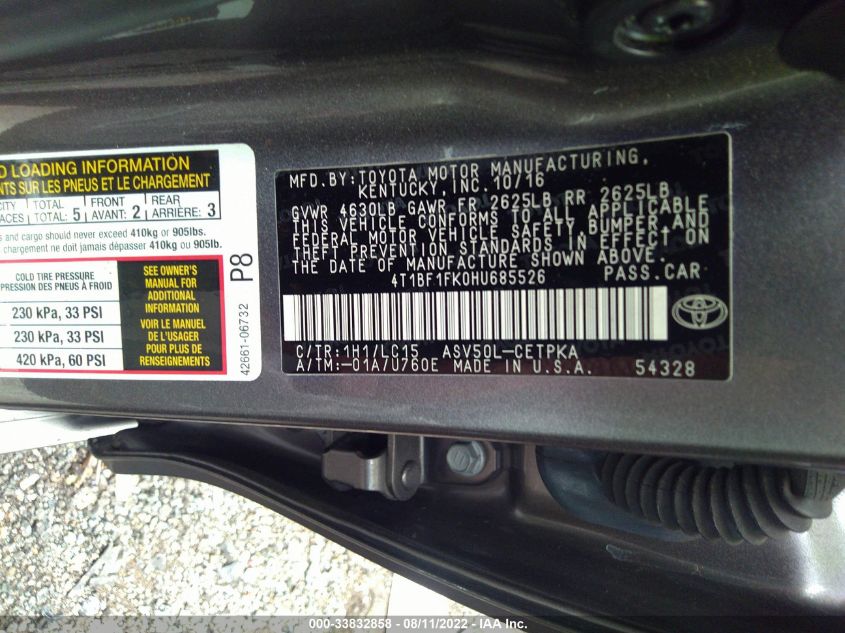 D LOADING INFORMATION
ENTS SUR LES PNEUS ET LE CHARGEMENT
TOTAL FRONT REAR
TOTAL: 5 AVANT: 2 ARRIÈRE: 3
and cargo should never exceed 410kg or 905lbs.
chargement ne doit jamais dépasser 410kg ou 905lb.
COLD TIRE PRESSURE
PRESSION DES PNEUS À FROID
230 kPa, 33 PSI
230 kPa, 33 PSI
420 kPa, 60 PSI
SEE OWNER'S
MANUAL FOR
ADDITIONAL
INFORMATION
VOIR LE MANUEL
DE L'USAGER
POUR PLUS DE
RENSEIGNEMENTS
P8
42661-06732
MFD.BY:TOYOTA MOTOR MANUFACTURING,
KENTUCKY,INC.10/16
GVWR 4630LB GAWR FR 2625LB RR 2625LB
THIS VEHICLE CONFORMS TO ALL APPLICABLE
FEDERAL MOTOR VEHICLE SAFETY,BUMPER,AND
THEFT PREVENTION STANDARDS IN EFFECT ON
THE DATE OF MANUFACTURE SHOWN ABOVE.
4T1BF1FK0HU685526 PASS.CAR
C/TR:1H1/LC15 ASV50L-CETPKA
A/TM:-01A/U760E MADE IN U.S.A. 54328
000-33832858 - 08/11/2022 - IAA Inc.